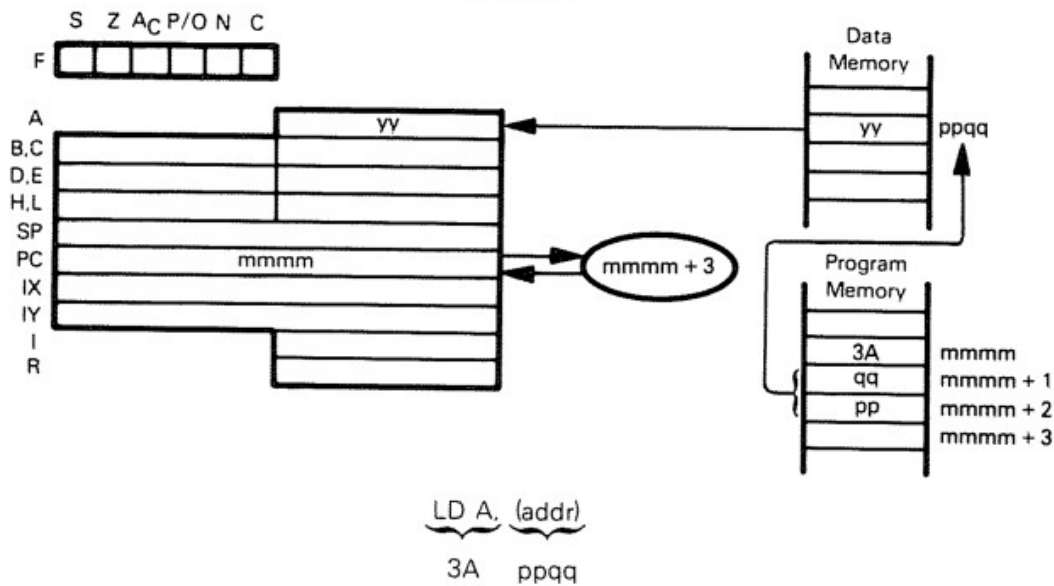 S Z AC P/O N C
F
Data
Memory
A yy
yy ppqq
B,C
D,E
H,L
SP
PC mmmm
mmmm + 3
IX
IY
I
R
Program
Memory
3A mmmm
qq mmmm + 1
pp mmmm + 2
mmmm + 3
LD A, (addr)
3A ppqq